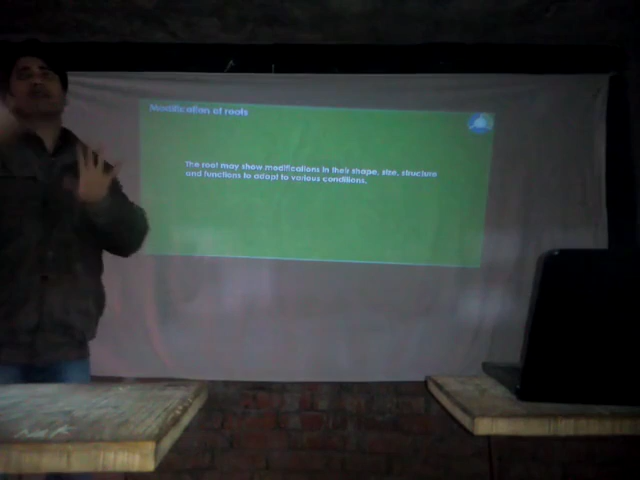 Modification of roots
The root may show modifications in their shape, size, structure
and functions to adapt to various conditions.